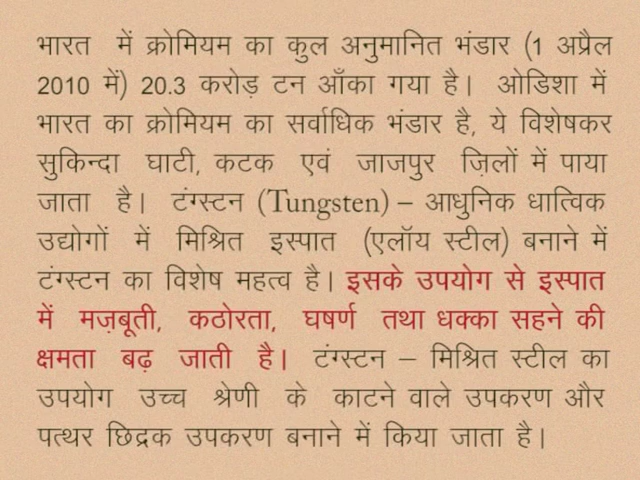 भारत में क्रोमियम का कुल अनुमानित भंडार (1 अप्रैल
2010 में) 20.3 करोड़ टन आँका गया है। ओडिशा में
भारत का क्रोमियम का सर्वाधिक भंडार है, ये विशेषकर
सुकिन्दा घाटी, कटक एवं जाजपुर ज़िलों में पाया
जाता है। टंग्स्टन (Tungsten) – आधुनिक धात्विक
उद्योगों में मिश्रित इस्पात (एलॉय स्टील) बनाने में
टंग्स्टन का विशेष महत्व है। इसके उपयोग से इस्पात
में मज़बूती, कठोरता, घषर्ण तथा धक्का सहने की
क्षमता बढ़ जाती है। टंग्स्टन – मिश्रित स्टील का
उपयोग उच्च श्रेणी के काटने वाले उपकरण और
पत्थर छिद्रक उपकरण बनाने में किया जाता है।